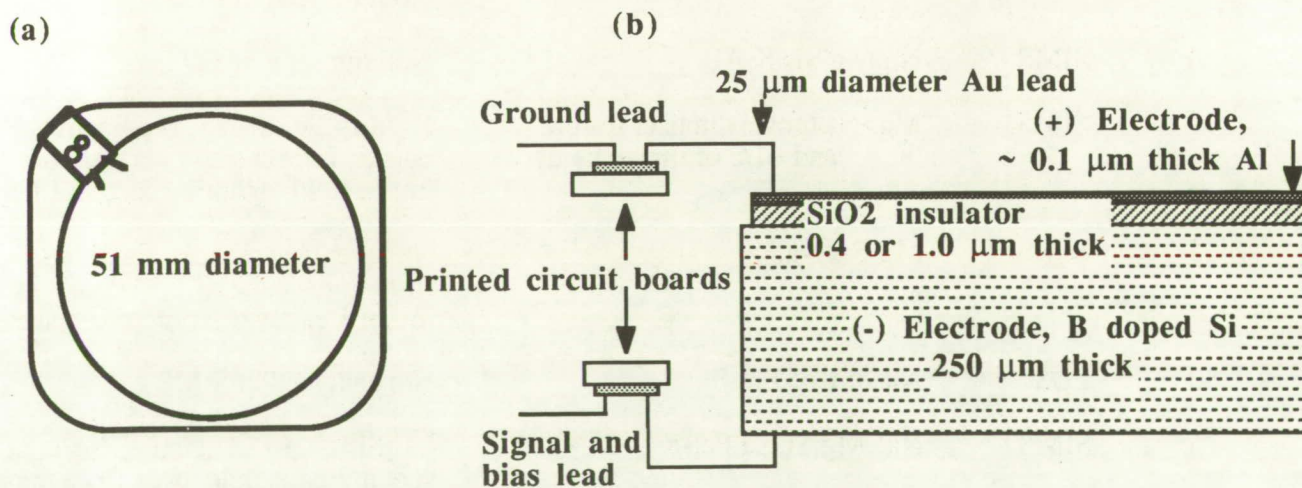 (a)
51 mm diameter
(b)
25 μm diameter Au lead
Ground lead
(+) Electrode,
~ 0.1 μm thick Al
SiO2 insulator
0.4 or 1.0 μm thick
Printed circuit boards
(-) Electrode, B doped Si
250 μm thick
Signal and
bias lead